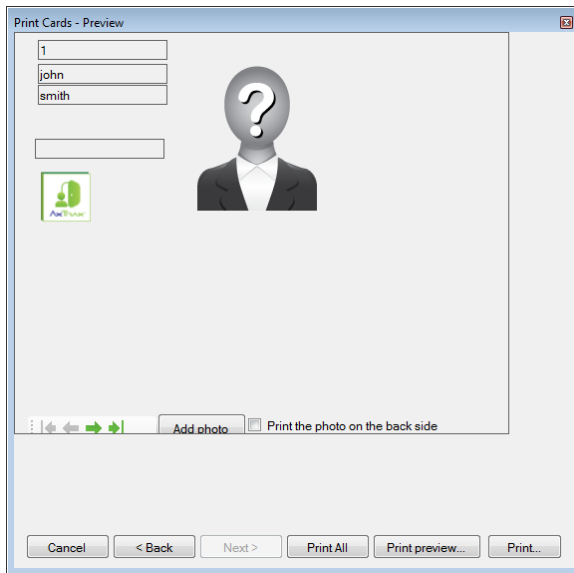 Print Cards - Preview
1
john
smith
?
AxTrax
Add photo
Print the photo on the back side
Cancel
< Back
Next >
Print All
Print preview...
Print...